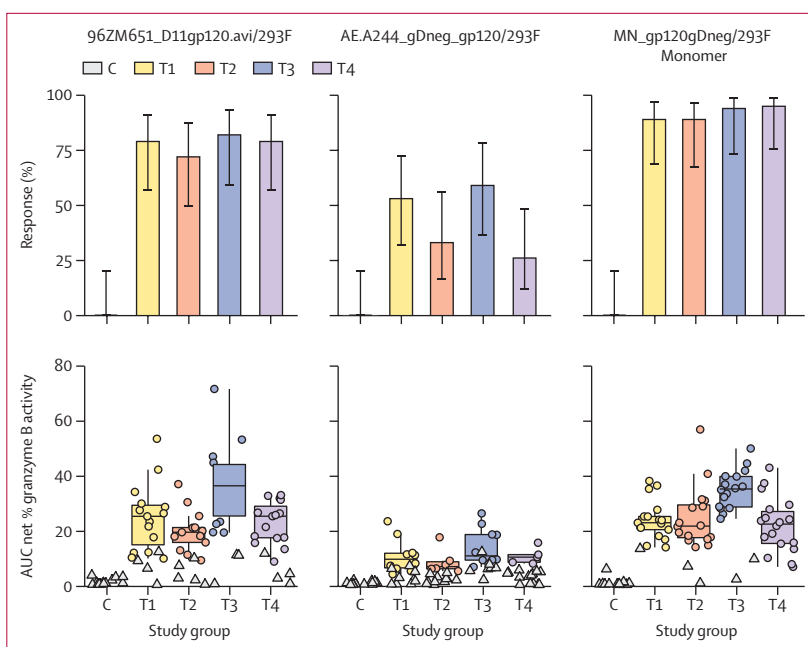 96ZM651_D11gp120.avi/293F
AE.A244_gDneg_gp120/293F
MN_gp120gDneg/293F
Monomer
C T1 T2 T3 T4
100
75
50
25
0
Response (%)
80
60
40
20
0
AUC net % granzyme B activity
C T1 T2 T3 T4
C T1 T2 T3 T4
C T1 T2 T3 T4
Study group
Study group
Study group